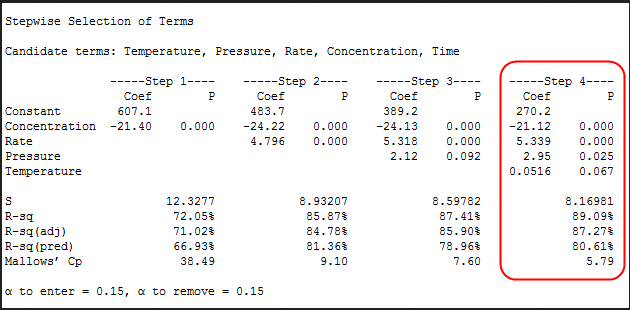 Stepwise Selection of Terms
Candidate terms: Temperature, Pressure, Rate, Concentration, Time
-----Step 1---- -----Step 2---- -----Step 3---- -----Step 4----
Coef P Coef P Coef P Coef P
Constant 607.1 483.7 389.2 270.2
Concentration -21.40 0.000 -24.22 0.000 -24.13 0.000 -21.12 0.000
Rate 4.796 0.000 5.318 0.000 5.339 0.000
Pressure 2.12 0.092 2.95 0.025
Temperature 0.0516 0.067
S 12.3277 8.93207 8.59782 8.16981
R-sq 72.05% 85.87% 87.41% 89.09%
R-sq(adj) 71.02% 84.78% 85.90% 87.27%
R-sq(pred) 66.93% 81.36% 78.96% 80.61%
Mallows' Cp 38.49 9.10 7.60 5.79
α to enter = 0.15, α to remove = 0.15